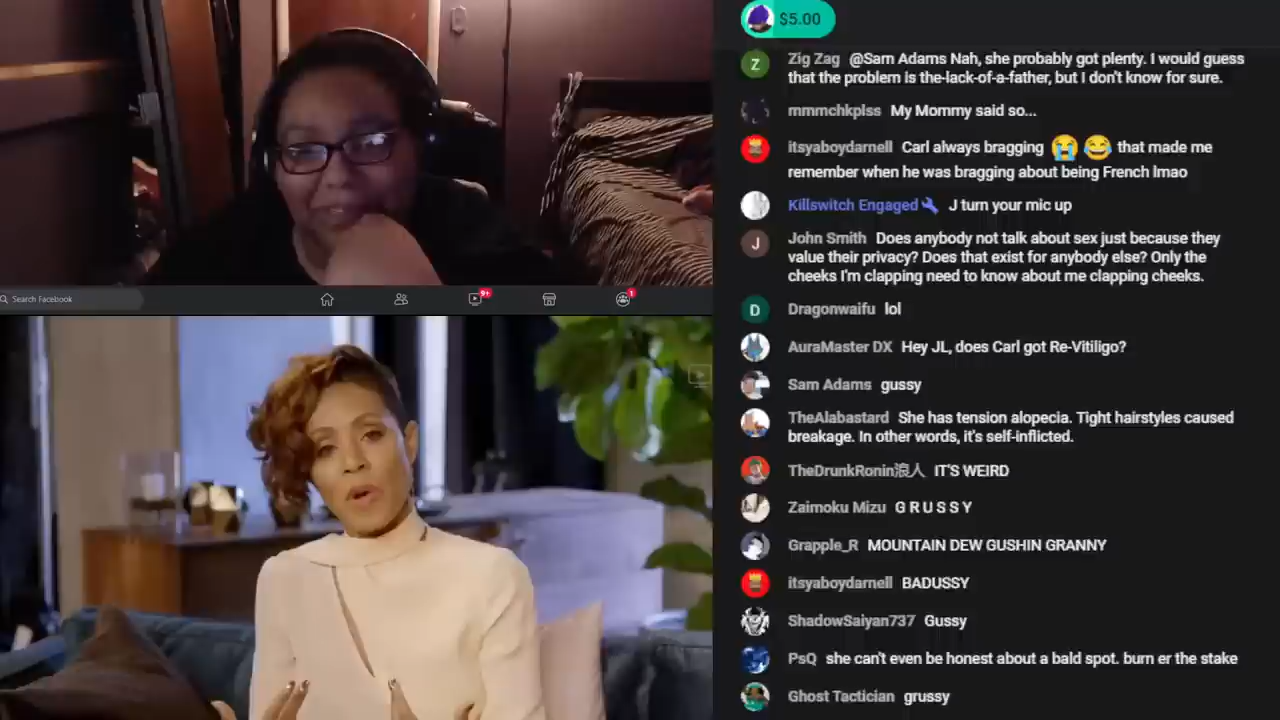 $5.00
Z
Zig Zag @Sam Adams Nah, she probably got plenty. I would guess
that the problem is the-lack-of-a-father, but I don't know for sure.
mmmchkplss My Mommy said so...
itsyaboydarnell Carl always bragging 😭😂 that made me
remember when he was bragging about being French lmao
Killswitch Engaged J turn your mic up
J
John Smith Does anybody not talk about sex just because they
value their privacy? Does that exist for anybody else? Only the
cheeks I'm clapping need to know about me clapping cheeks.
Search Facebook
9+
1
D
Dragonwaifu lol
AuraMaster DX Hey JL, does Carl got Re-Vitiligo?
Sam Adams gussy
TheAlabastard She has tension alopecia. Tight hairstyles caused
breakage. In other words, it's self-inflicted.
TheDrunkRonin浪人 IT'S WEIRD
Zaimoku Mizu G R U S S Y
Grapple_R MOUNTAIN DEW GUSHIN GRANNY
itsyaboydarnell BADUSSY
ShadowSaiyan737 Gussy
PsQ she can't even be honest about a bald spot. burn er the stake
Ghost Tactician grussy